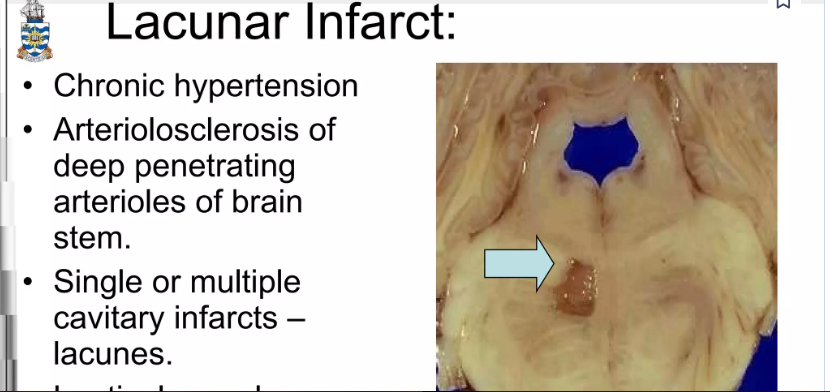 Lacunar Infarct:
• Chronic hypertension
• Arteriolosclerosis of
deep penetrating
arterioles of brain
stem.
• Single or multiple
cavitary infarcts –
lacunes.